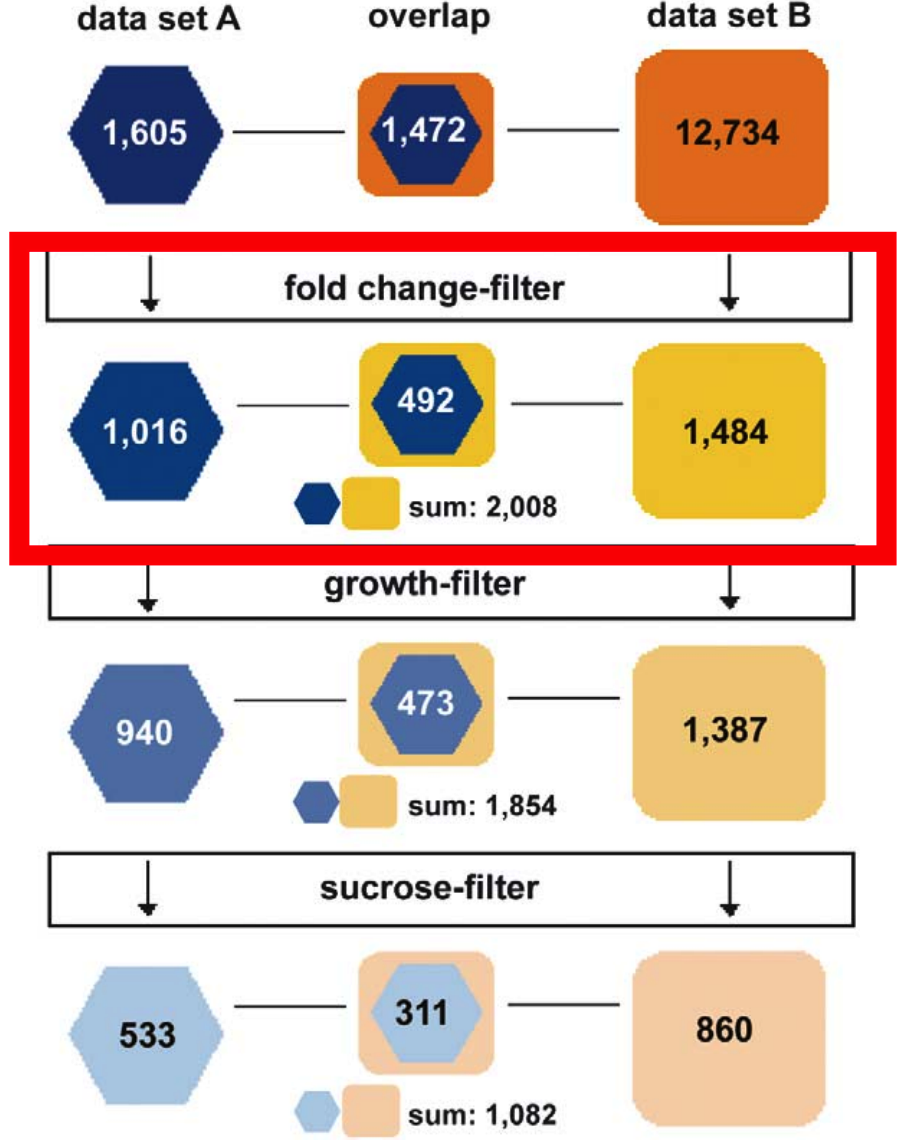 data set A overlap data set B
1,605 1,472 12,734
fold change-filter
1,016 492 1,484
sum: 2,008
growth-filter
940 473 1,387
sum: 1,854
sucrose-filter
533 311 860
sum: 1,082